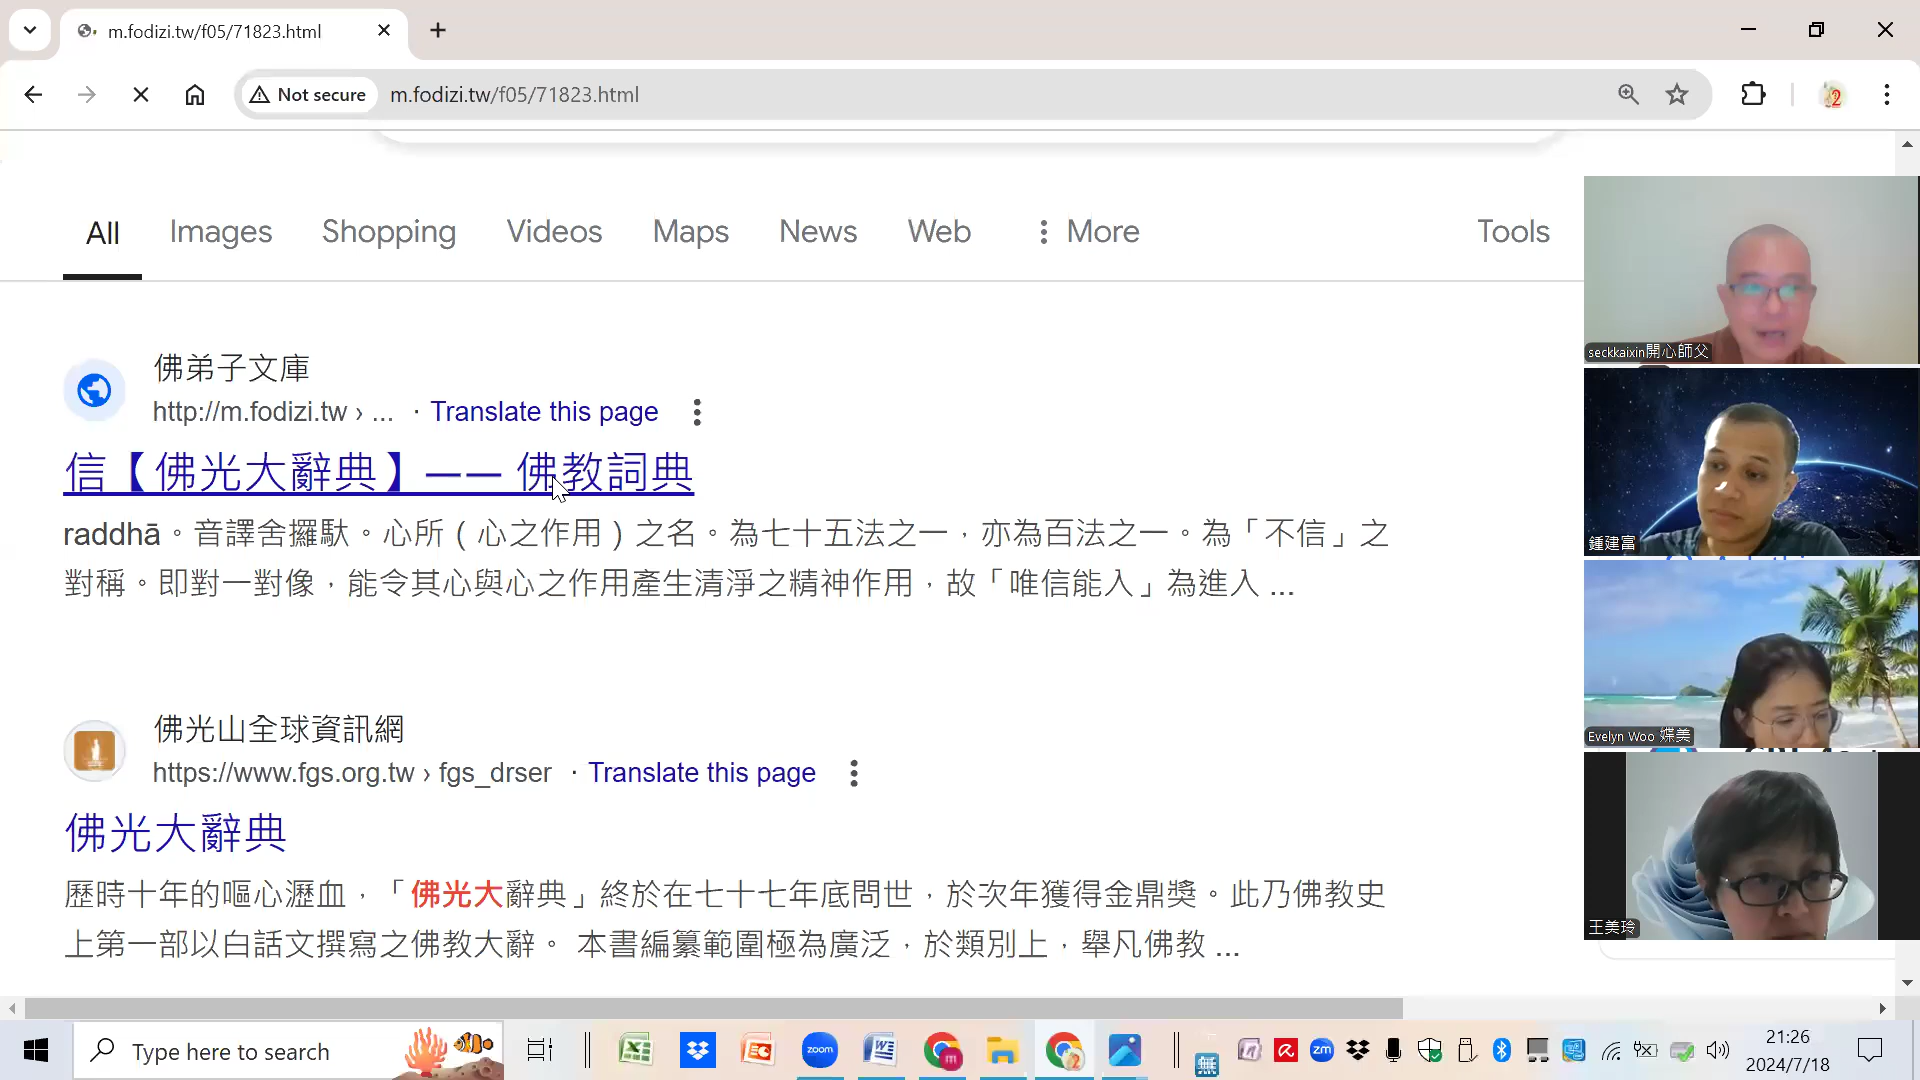 m.fodizi.tw/f05/71823.html
Not secure
m.fodizi.tw/f05/71823.html
All
Images
Shopping
Videos
Maps
News
Web
More
Tools
佛弟子文庫
http://m.fodizi.tw › ... · Translate this page
信【佛光大辭典】—— 佛教詞典
raddhā。音譯舍攞馱。心所（心之作用）之名。為七十五法之一，亦為百法之一。為「不信」之
對稱。即對一對像，能令其心與心之作用產生清淨之精神作用，故「唯信能入」為進入 ...
佛光山全球資訊網
https://www.fgs.org.tw › fgs_drser · Translate this page
佛光大辭典
歷時十年的嘔心瀝血，「佛光大辭典」終於在七十七年底問世，於次年獲得金鼎獎。此乃佛教史
上第一部以白話文撰寫之佛教大辭。 本書編纂範圍極為廣泛，於類別上，舉凡佛教 ...
seckkaixin開心師父
鍾建富
Evelyn Woo 媟美
王美玲
Type here to search
zoom
zm
21:26
2024/7/18